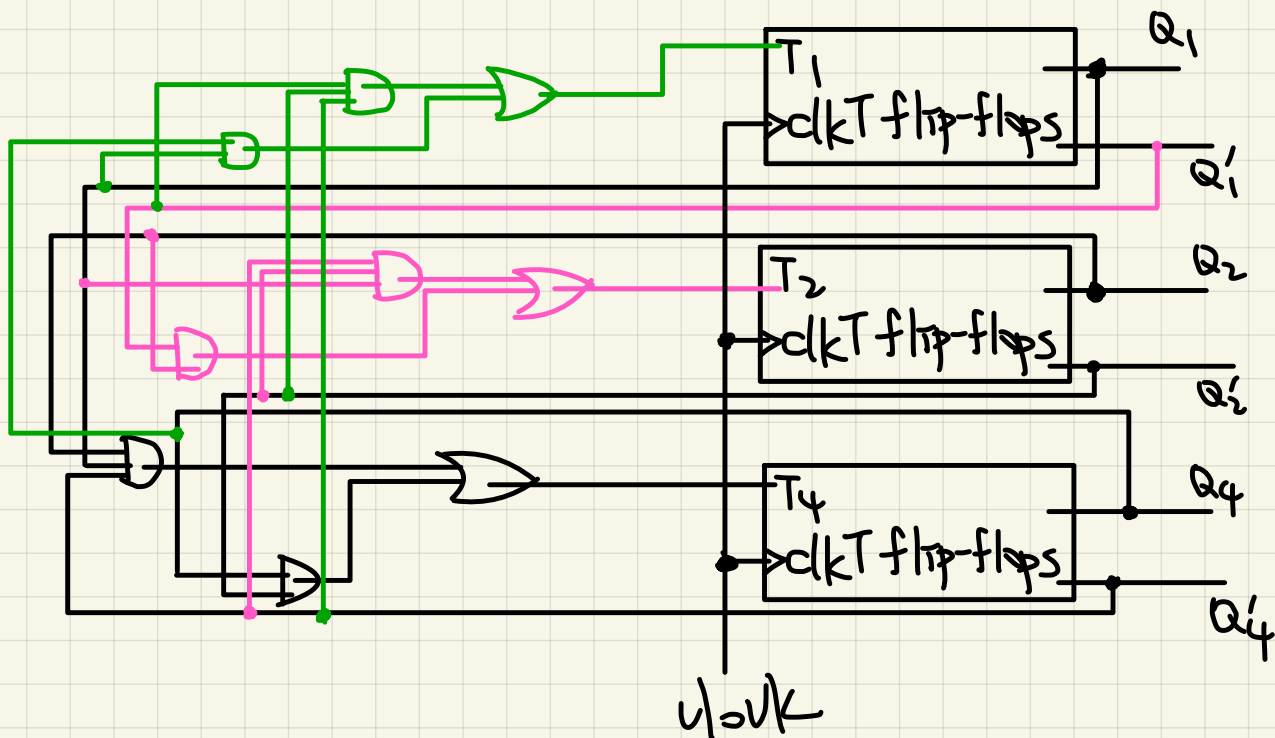 T1
Q1
clk T flip-flops
Q1'
T2
Q2
clk T flip-flops
Q2'
T4
Q4
clk T flip-flops
Q4'
clock